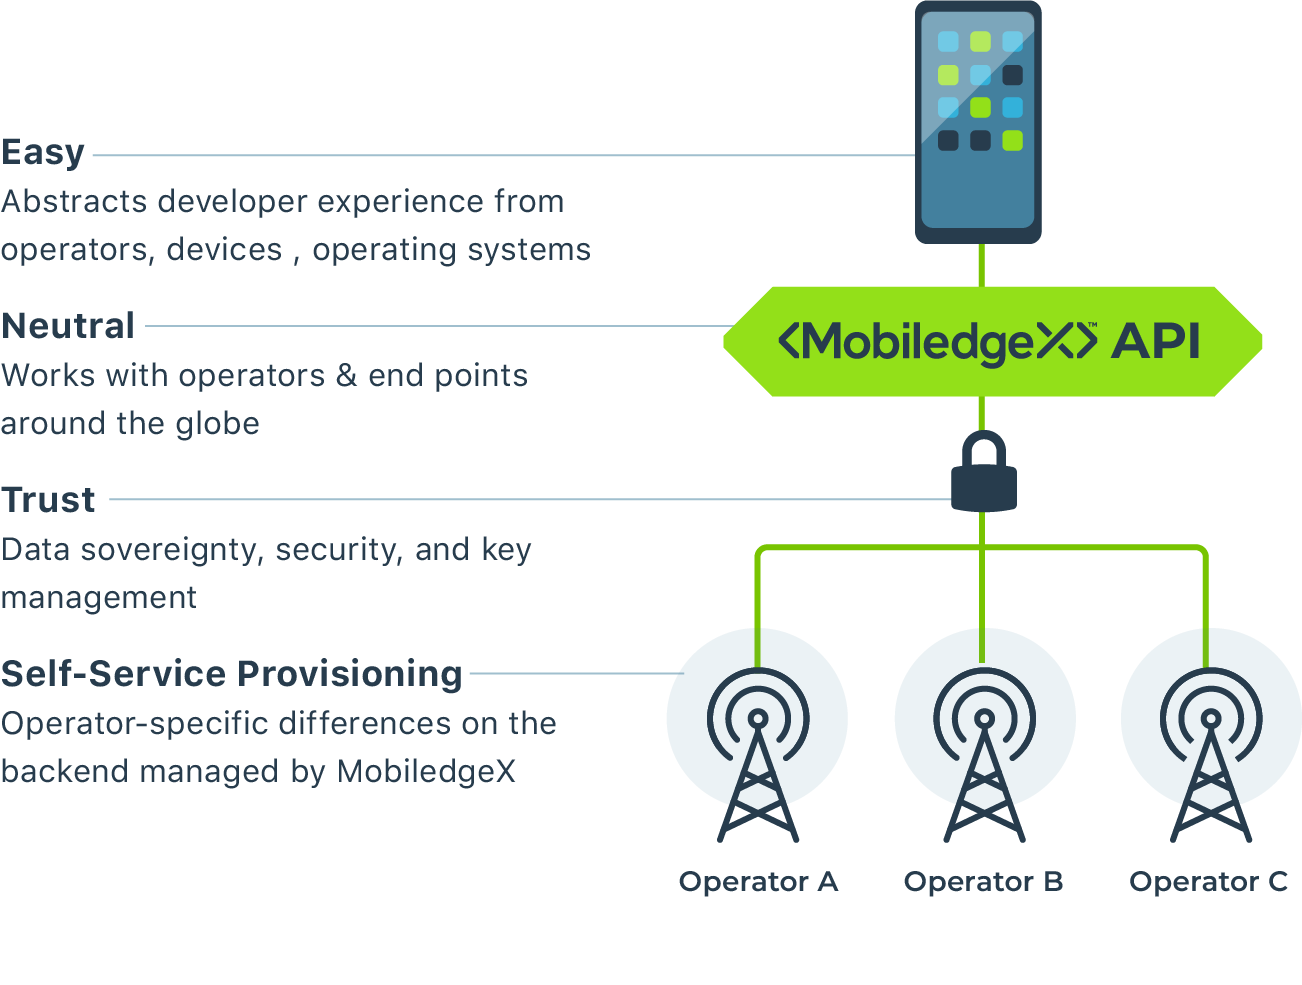 Easy
Abstracts developer experience from
operators, devices , operating systems
Neutral
Works with operators & end points
around the globe
Trust
Data sovereignty, security, and key
management
Self-Service Provisioning
Operator-specific differences on the
backend managed by MobiledgeX
<MobiledgeX>™ API
Operator A
Operator B
Operator C